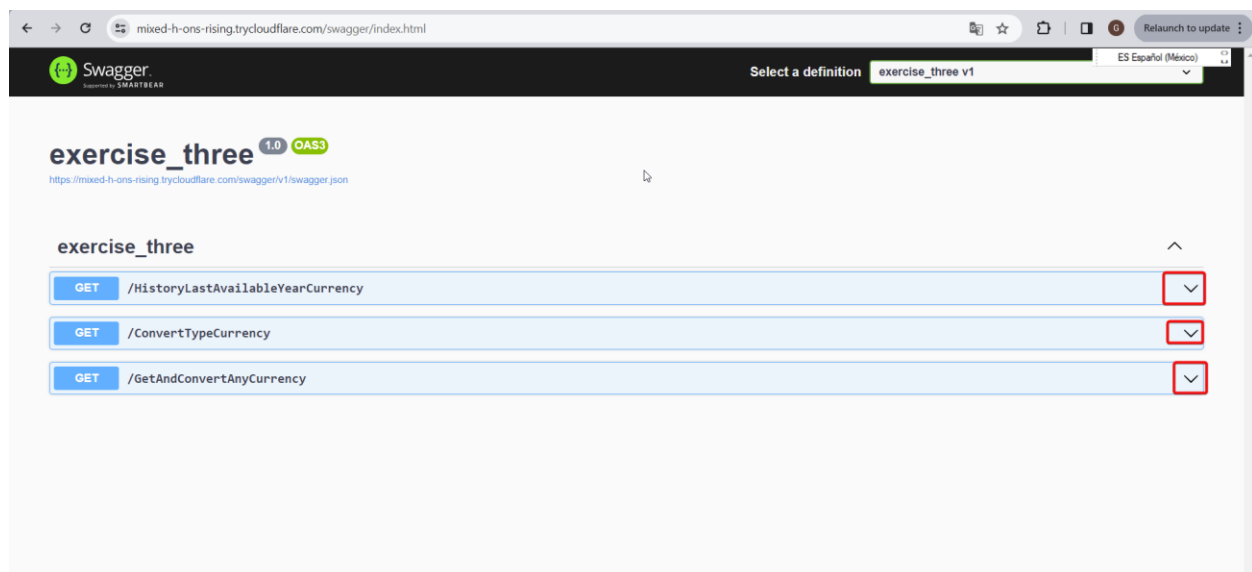 mixed-h-ons-rising.trycloudflare.com/swagger/index.html
G
Relaunch to update
Swagger.
Supported by SMARTBEAR
Select a definition
exercise_three v1
ES Español (México)
exercise_three 1.0 OAS3
https://mixed-h-ons-rising.trycloudflare.com/swagger/v1/swagger.json
exercise_three
GET /HistoryLastAvailableYearCurrency
GET /ConvertTypeCurrency
GET /GetAndConvertAnyCurrency